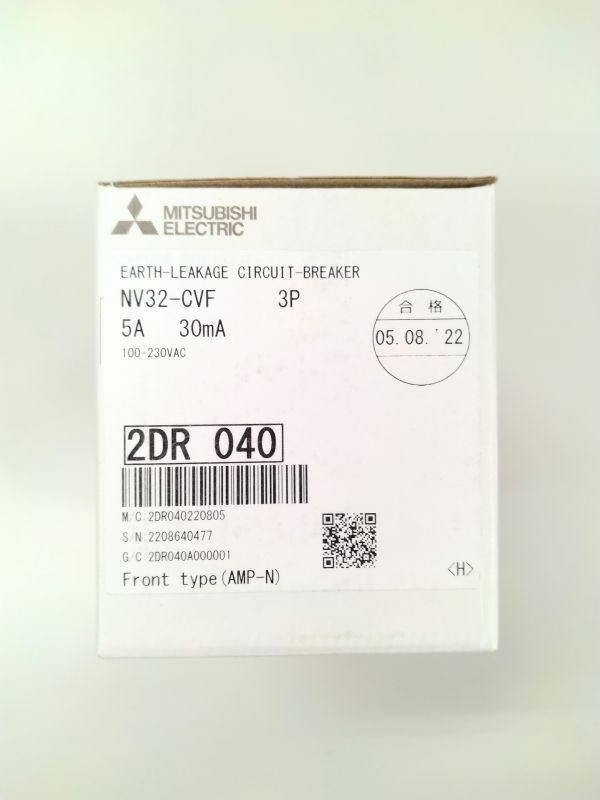 MITSUBISHI
ELECTRIC
EARTH-LEAKAGE CIRCUIT-BREAKER
NV32-CVF 3P
5A 30mA
100-230VAC
合格
05.08.'22
2DR 040
M/C 2DR040220805
S/N 2208640477
G/C 2DR040A000001
Front type(AMP-N)
<H>